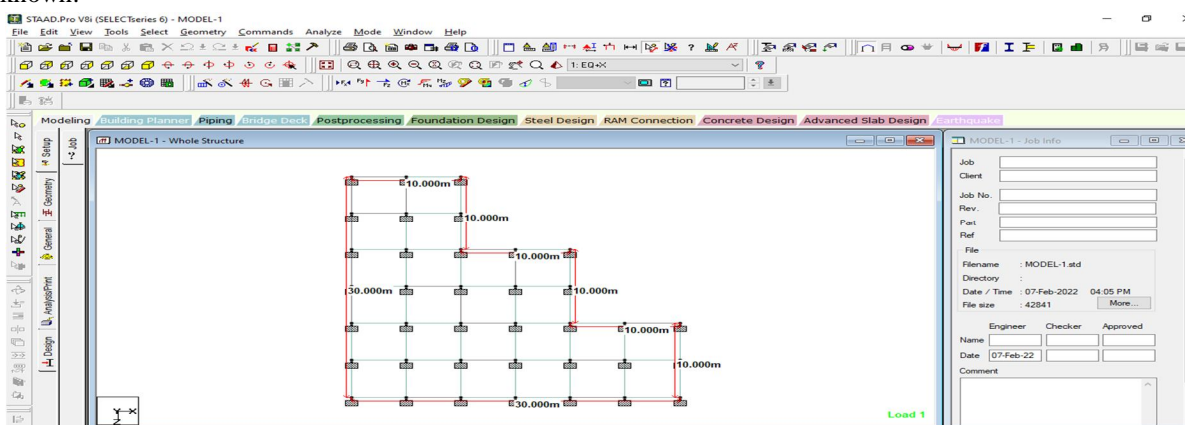 known.
STAAD.Pro V8i (SELECTseries 6) - MODEL-1
File Edit View Tools Select Geometry Commands Analyze Mode Window Help
1: EQ+X
Modeling Building Planner Piping Bridge Deck Postprocessing Foundation Design Steel Design RAM Connection Concrete Design Advanced Slab Design Earthquake
Setup
Geometry
General
Analysis/Print
Design
Job
MODEL-1 - Whole Structure
10.000m
10.000m
10.000m
30.000m
10.000m
10.000m
10.000m
30.000m
Load 1
Y X
Z
MODEL-1 - Job Info
Job
Client
Job No.
Rev.
Part
Ref
File
Filename : MODEL-1.std
Directory :
Date / Time : 07-Feb-2022 04:05 PM
File size : 42841 More...
Engineer Checker Approved
Name
Date 07-Feb-22
Comment